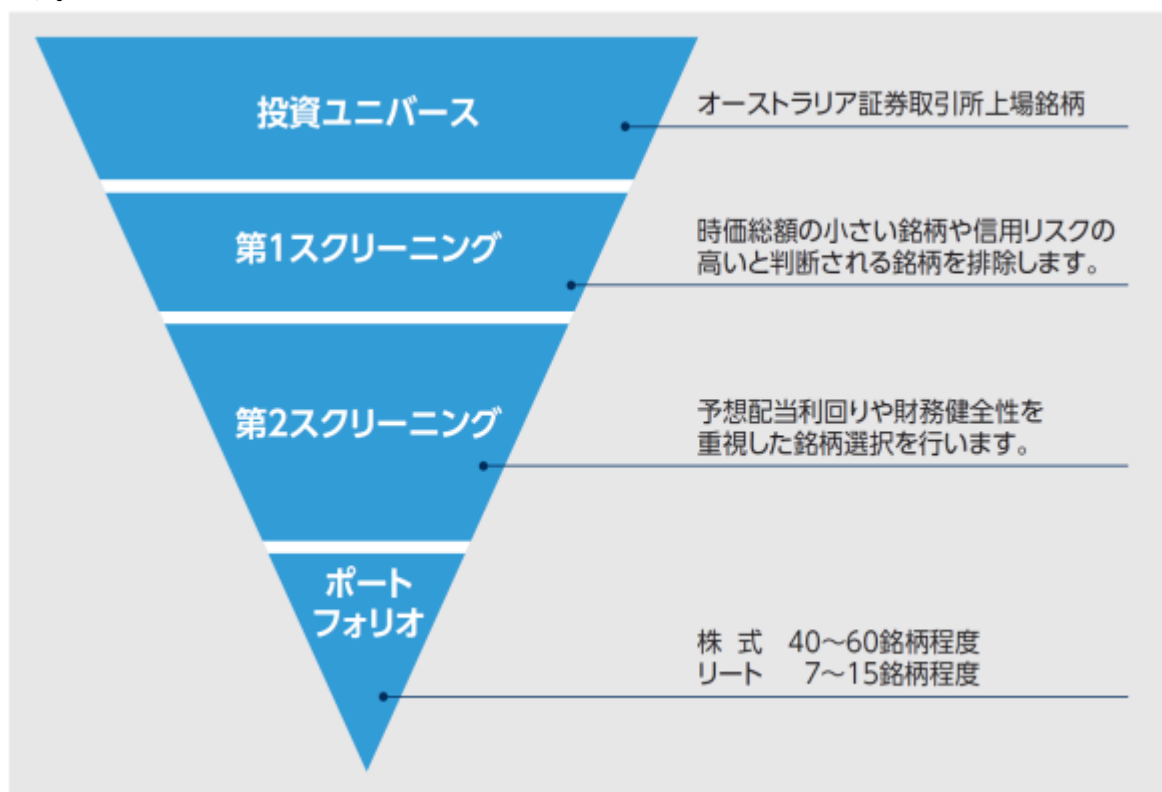 投資ユニバース
オーストラリア証券取引所上場銘柄
第1スクリーニング
時価総額の小さい銘柄や信用リスクの
高いと判断される銘柄を排除します。
第2スクリーニング
予想配当利回りや財務健全性を
重視した銘柄選択を行います。
ポート
フォリオ
株 式 40〜60銘柄程度
リート 7〜15銘柄程度